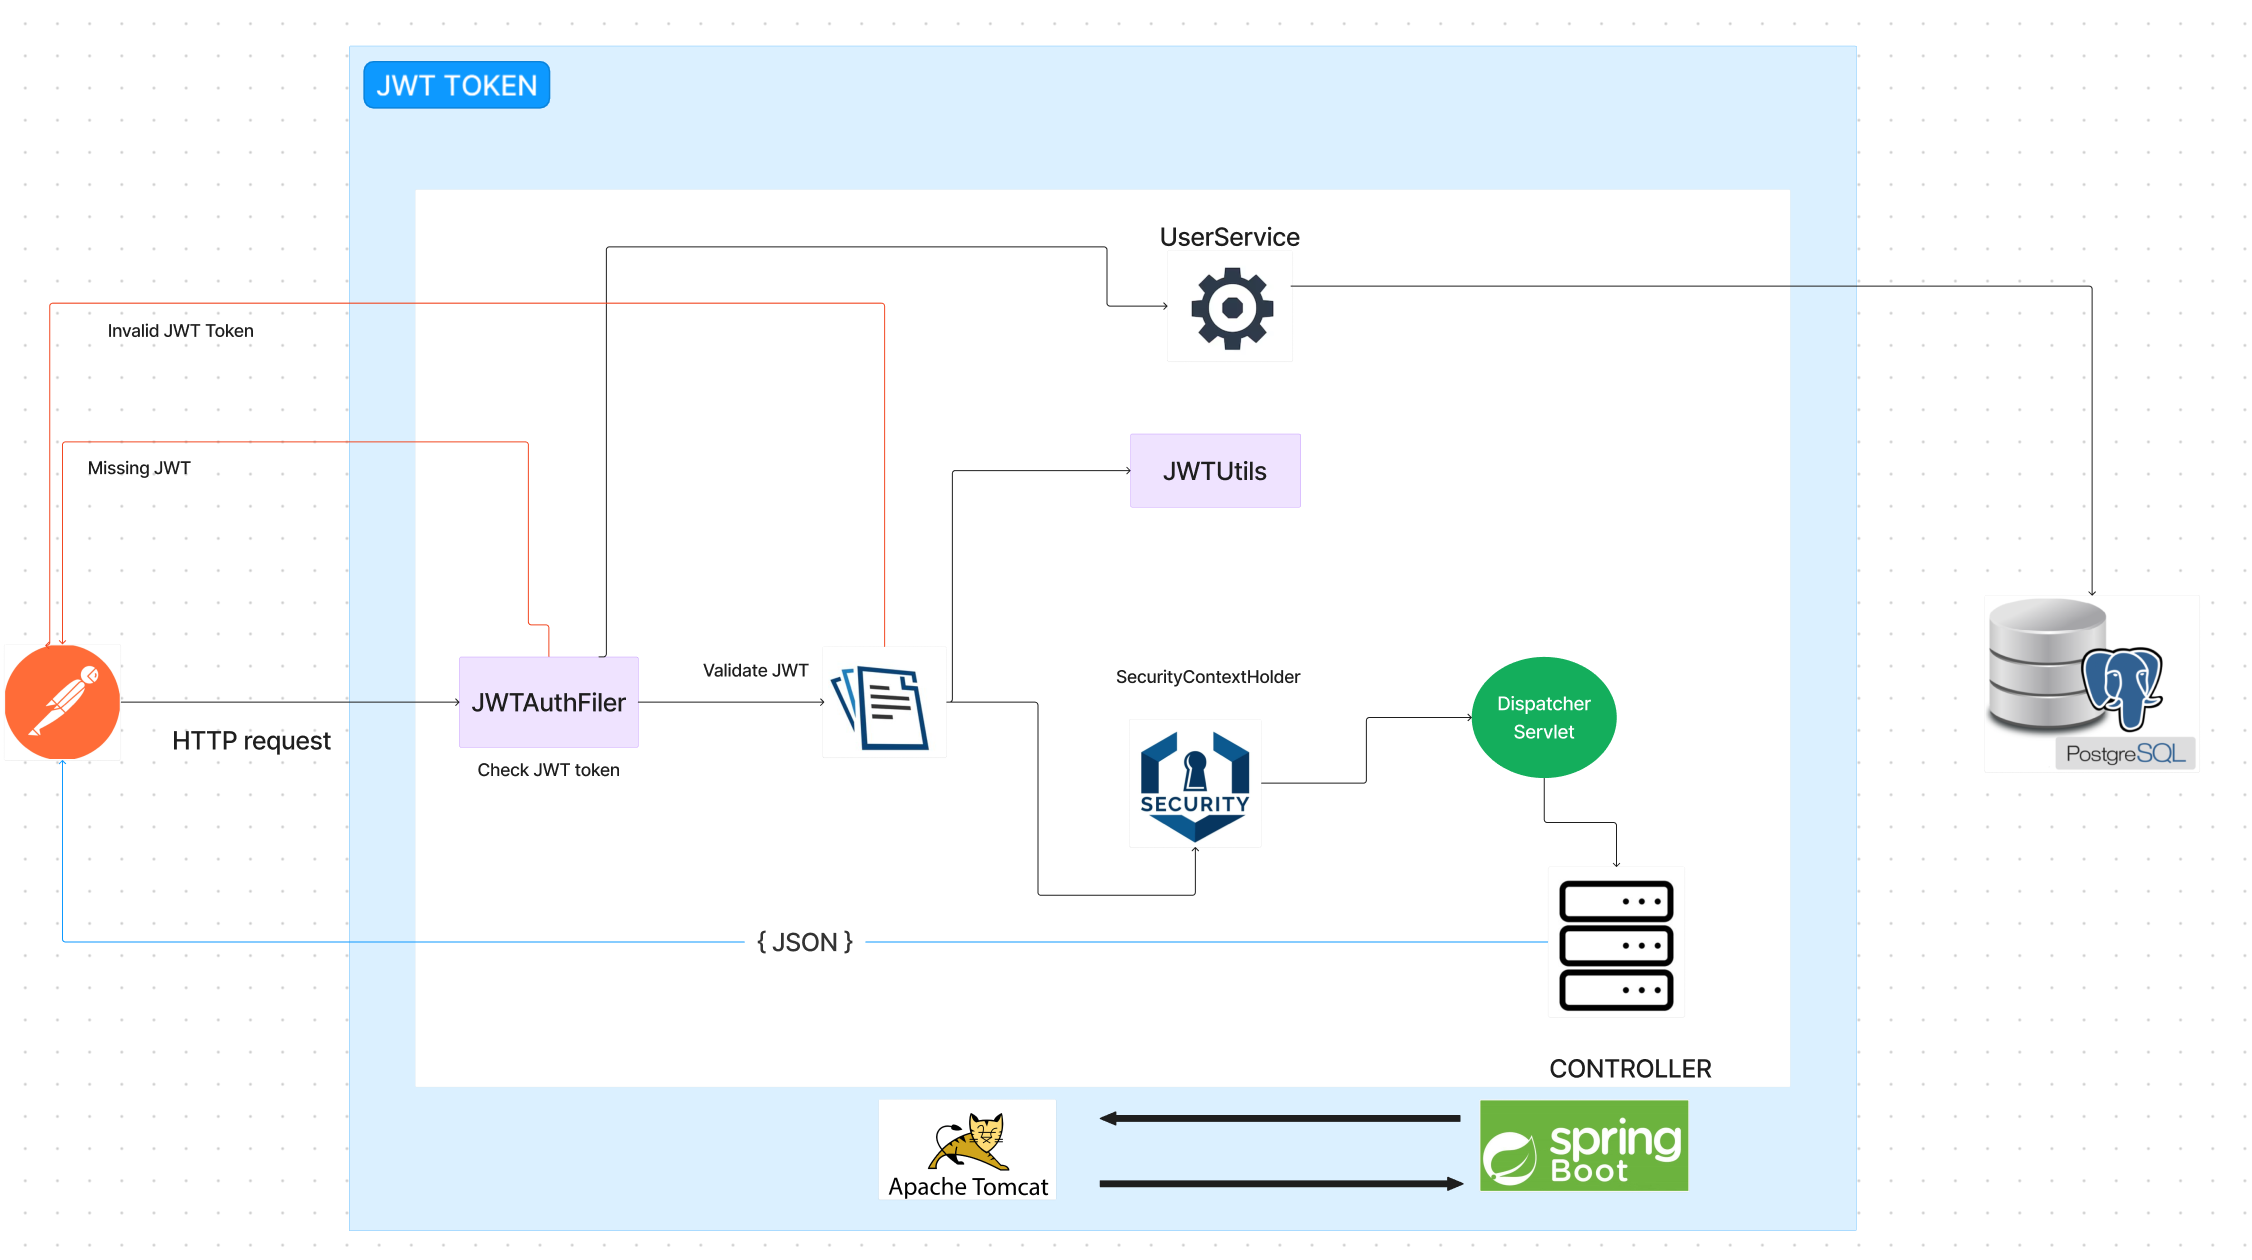 JWT TOKEN
UserService
Invalid JWT Token
Missing JWT
JWTUtils
Validate JWT
SecurityContextHolder
JWTAuthFiler
Dispatcher
Servlet
HTTP request
Check JWT token
PostgreSQL
SECURITY
{ JSON }
CONTROLLER
Apache Tomcat
spring
Boot